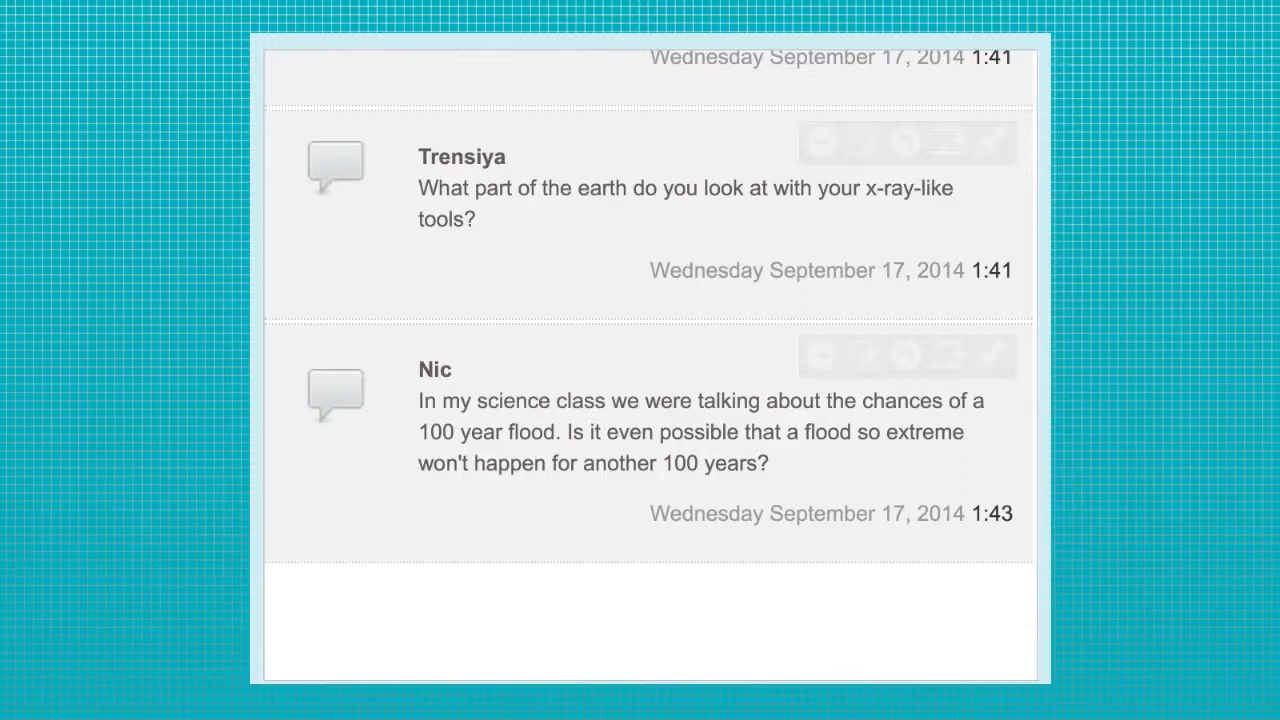 Wednesday September 17, 2014 1:41
Trensiya
What part of the earth do you look at with your x-ray-like
tools?
Wednesday September 17, 2014 1:41
Nic
In my science class we were talking about the chances of a
100 year flood. Is it even possible that a flood so extreme
won't happen for another 100 years?
Wednesday September 17, 2014 1:43